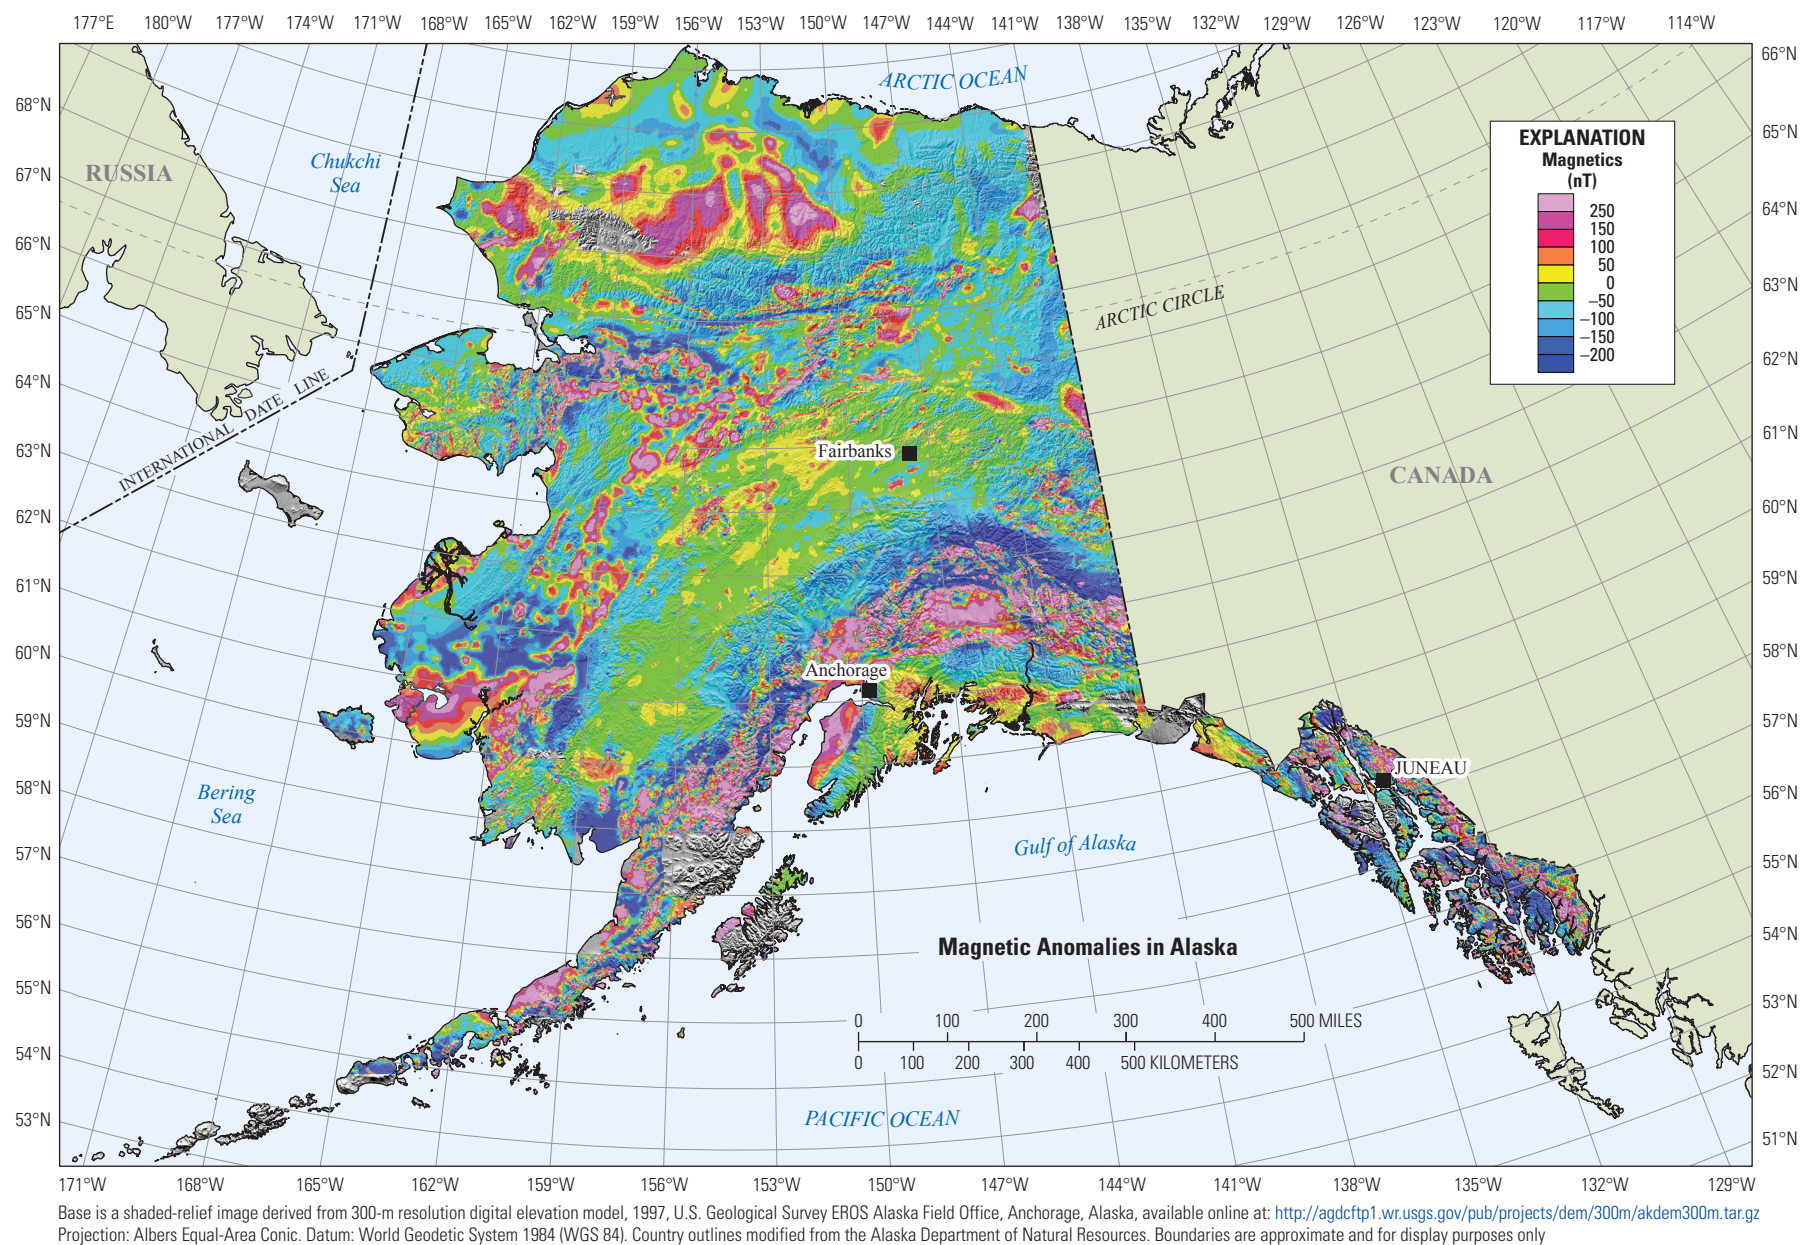 177°E 180°W 177°W 174°W 171°W 168°W 165°W 162°W 159°W 156°W 153°W 150°W 147°W 144°W 141°W 138°W 135°W 132°W 129°W 126°W 123°W 120°W 117°W 114°W
68°N
67°N
66°N
65°N
64°N
63°N
62°N
61°N
60°N
59°N
58°N
57°N
56°N
55°N
54°N
53°N
66°N
65°N
64°N
63°N
62°N
61°N
60°N
59°N
58°N
57°N
56°N
55°N
54°N
53°N
52°N
51°N
ARCTIC OCEAN
RUSSIA
Chukchi
Sea
INTERNATIONAL DATE LINE
ARCTIC CIRCLE
CANADA
EXPLANATION
Magnetics
(nT)
250
150
100
50
0
–50
–100
–150
–200
Fairbanks
Anchorage
JUNEAU
Bering
Sea
Gulf of Alaska
Magnetic Anomalies in Alaska
0 100 200 300 400 500 MILES
0 100 200 300 400 500 KILOMETERS
PACIFIC OCEAN
171°W 168°W 165°W 162°W 159°W 156°W 153°W 150°W 147°W 144°W 141°W 138°W 135°W 132°W 129°W
Base is a shaded-relief image derived from 300-m resolution digital elevation model, 1997, U.S. Geological Survey EROS Alaska Field Office, Anchorage, Alaska, available online at: http://agdcftp1.wr.usgs.gov/pub/projects/dem/300m/akdem300m.tar.gz
Projection: Albers Equal-Area Conic. Datum: World Geodetic System 1984 (WGS 84). Country outlines modified from the Alaska Department of Natural Resources. Boundaries are approximate and for display purposes only